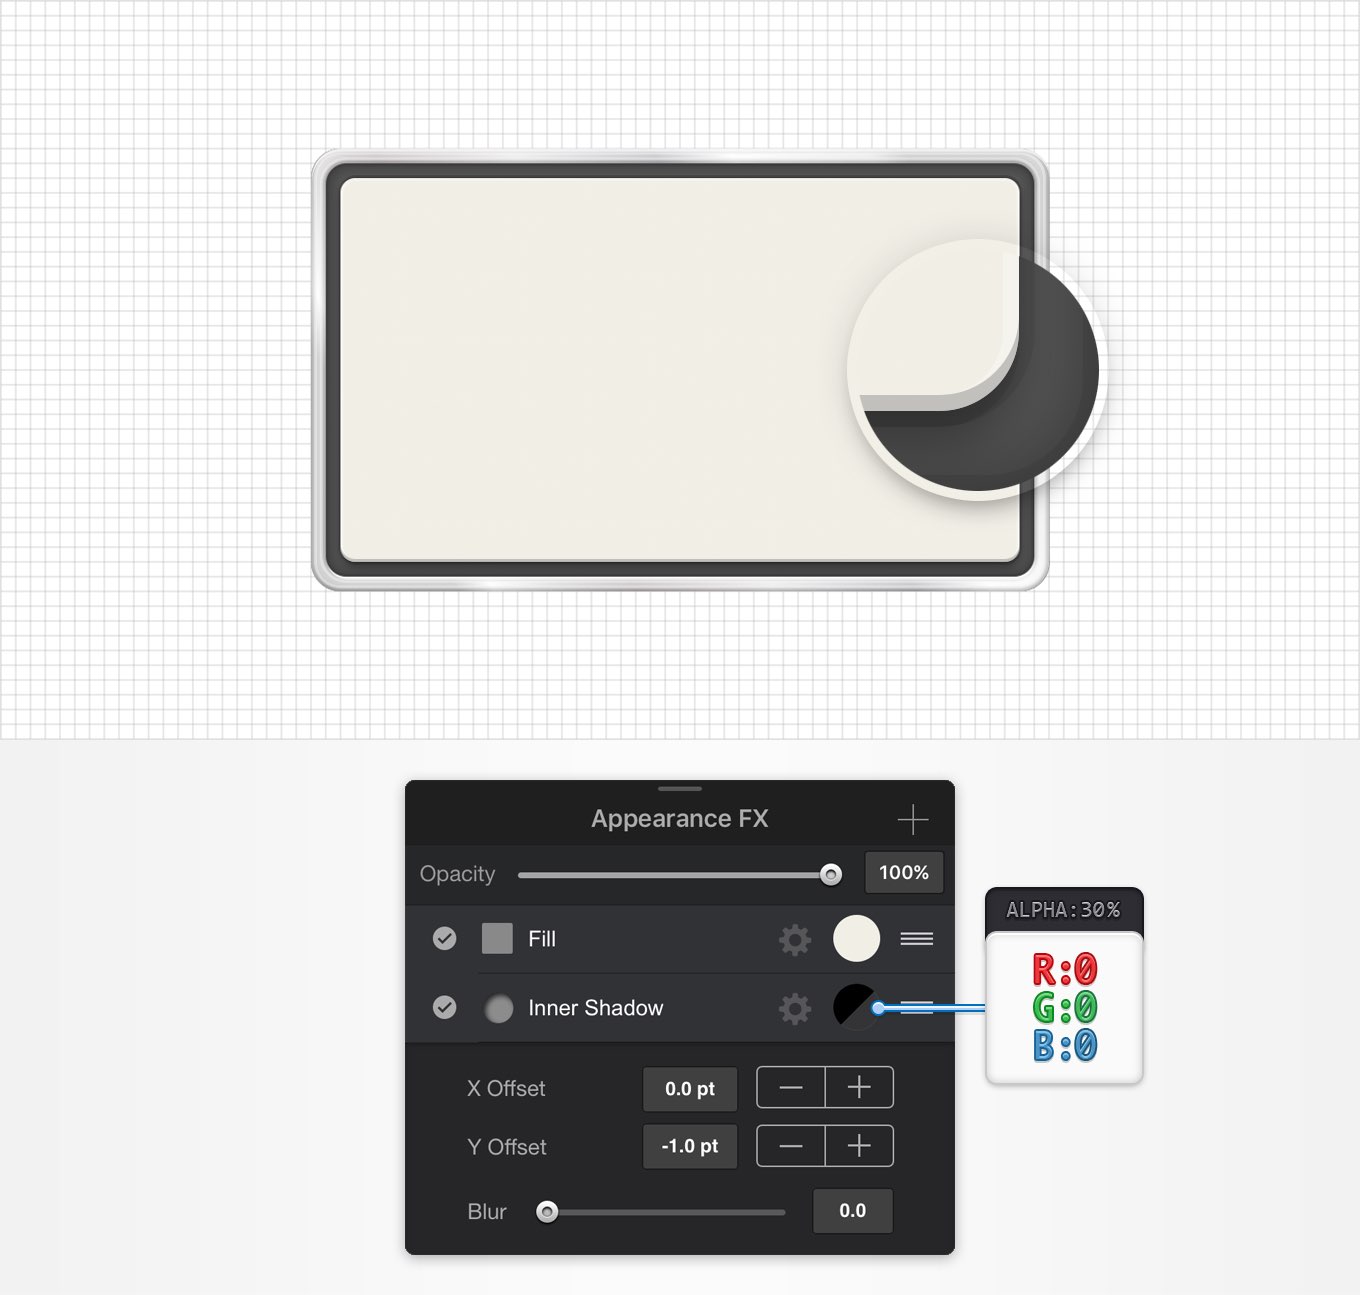 Appearance FX
Opacity 100%
Fill
Inner Shadow
ALPHA:30%
R:0
G:0
B:0
X Offset 0.0 pt
Y Offset -1.0 pt
Blur 0.0